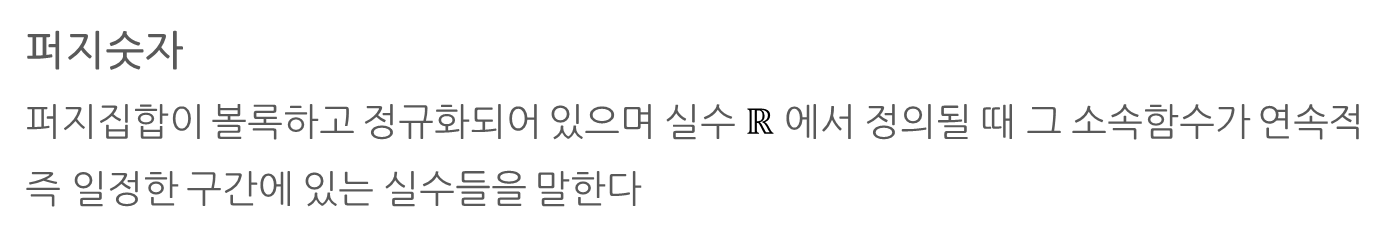 퍼지숫자
퍼지집합이 볼록하고 정규화되어 있으며 실수 ℝ 에서 정의될 때 그 소속함수가 연속적
즉 일정한 구간에 있는 실수들을 말한다